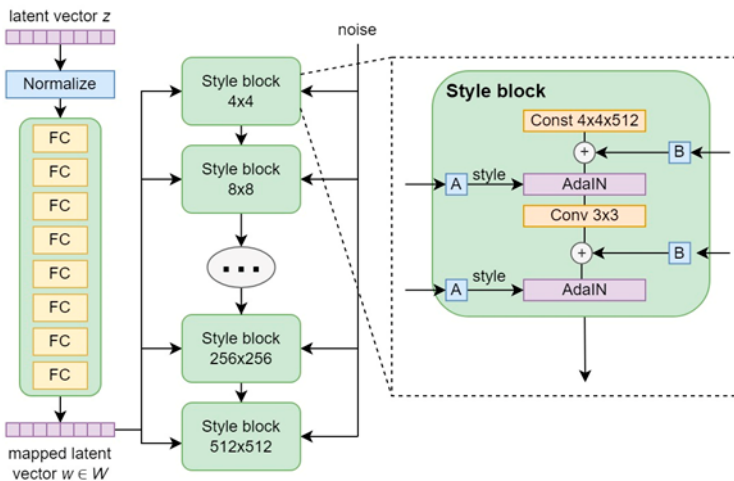 latent vector z
Normalize
FC
FC
FC
FC
FC
FC
FC
FC
mapped latent
vector w ∈ W
noise
Style block
4x4
Style block
8x8
...
Style block
256x256
Style block
512x512
Style block
Const 4x4x512
+
B
A
style
AdaIN
Conv 3x3
+
B
A
style
AdaIN